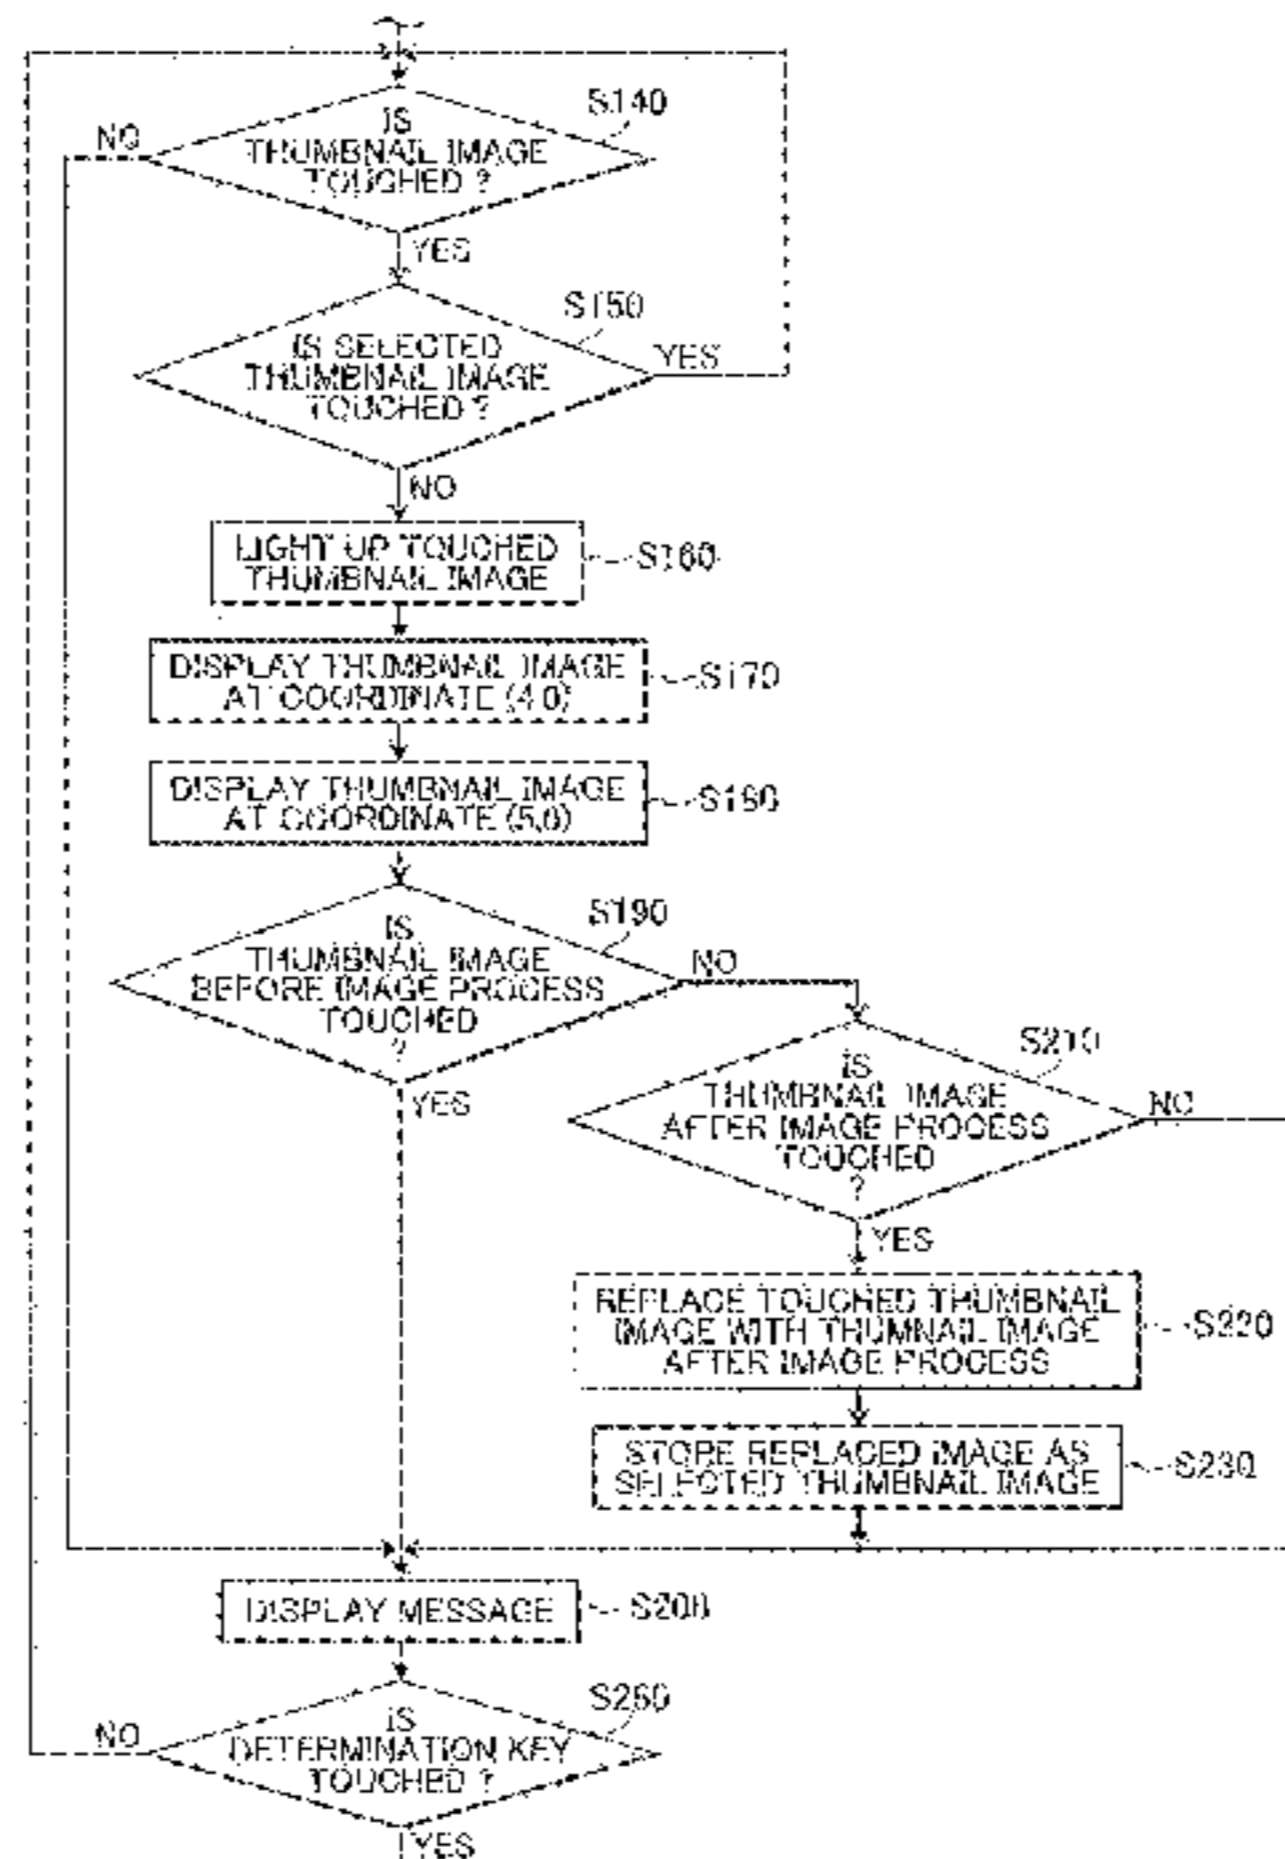 S140
NO
IS
THUMBNAIL IMAGE
TOUCHED ?
YES
S150
IS SELECTED
THUMBNAIL IMAGE
TOUCHED ?
YES
NO
LIGHT UP TOUCHED
THUMBNAIL IMAGE
S160
DISPLAY THUMBNAIL IMAGE
AT COORDINATE (4,0)
S170
DISPLAY THUMBNAIL IMAGE
AT COORDINATE (5,0)
S180
S190
IS
THUMBNAIL IMAGE
BEFORE IMAGE PROCESS
TOUCHED
?
NO
YES
S210
IS
THUMBNAIL IMAGE
AFTER IMAGE PROCESS
TOUCHED
?
NO
YES
REPLACE TOUCHED THUMBNAIL
IMAGE WITH THUMNAIL IMAGE
AFTER IMAGE PROCESS
S220
STORE REPLACED IMAGE AS
SELECTED THUMBNAIL IMAGE
S230
DISPLAY MESSAGE
S200
S260
NO
IS
DETERMINATION KEY
TOUCHED ?
YES